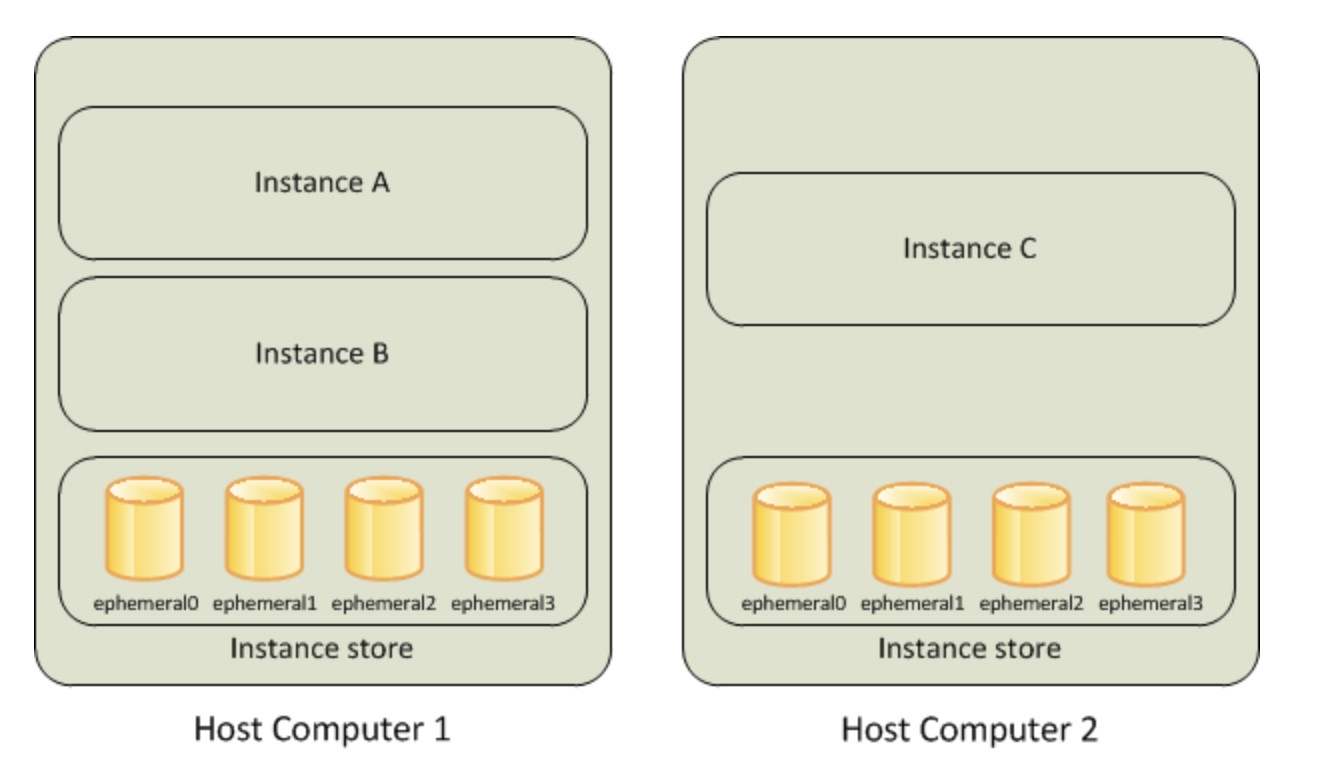 Instance A
Instance B
ephemeral0 ephemeral1 ephemeral2 ephemeral3
Instance store
Host Computer 1
Instance C
ephemeral0 ephemeral1 ephemeral2 ephemeral3
Instance store
Host Computer 2